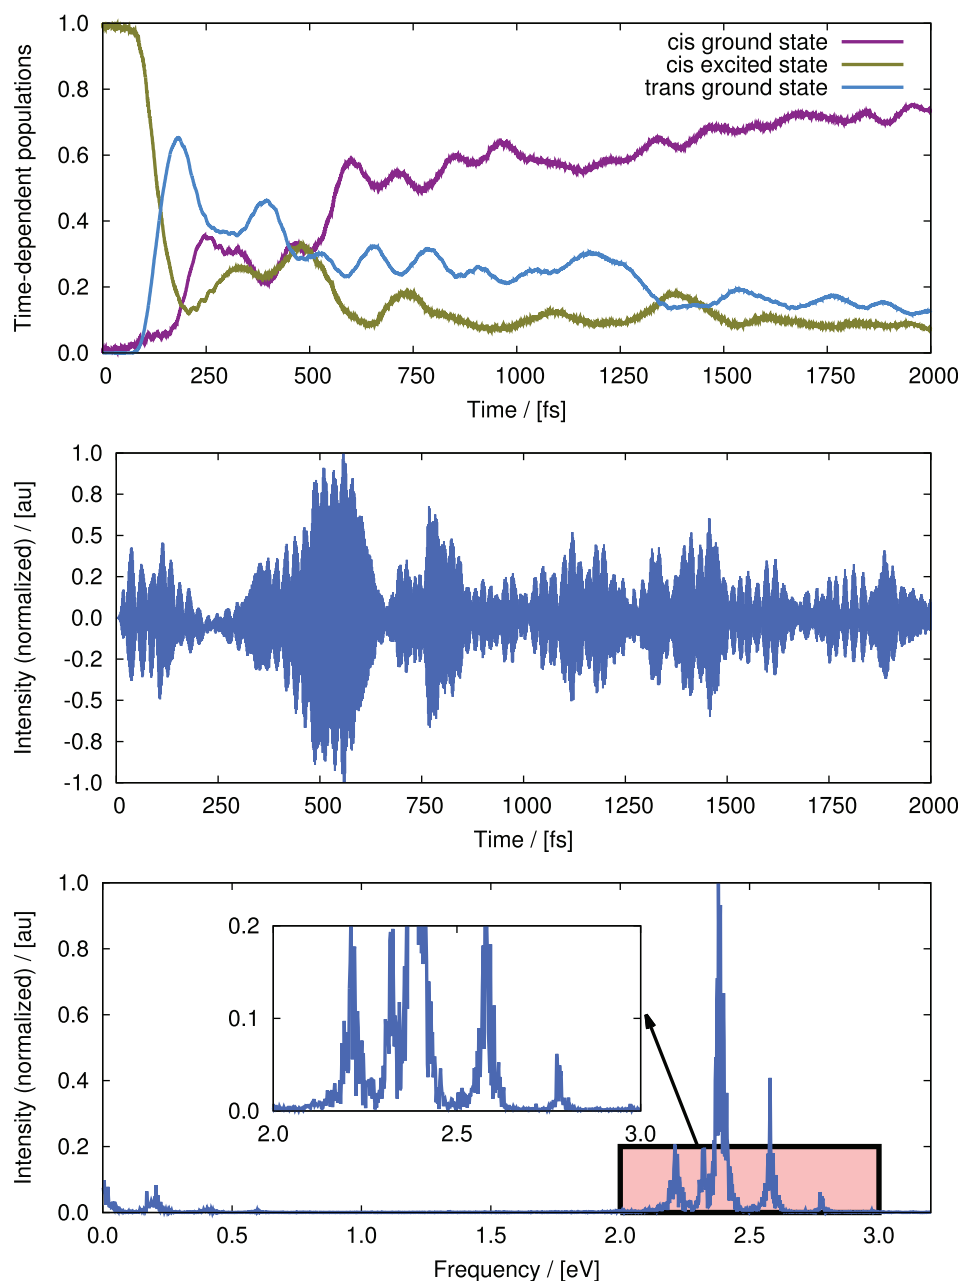 1.0
0.8
0.6
0.4
0.2
0.0
Time-dependent populations
cis ground state
cis excited state
trans ground state
0 250 500 750 1000 1250 1500 1750 2000
Time / [fs]
1.0
0.8
0.5
0.2
0.0
-0.2
-0.5
-0.8
-1.0
Intensity (normalized) / [au]
0 250 500 750 1000 1250 1500 1750 2000
Time / [fs]
1.0
0.8
0.6
0.4
0.2
0.0
Intensity (normalized) / [au]
0.2
0.1
0.0
2.0 2.5 3.0
0.0 0.5 1.0 1.5 2.0 2.5 3.0
Frequency / [eV]